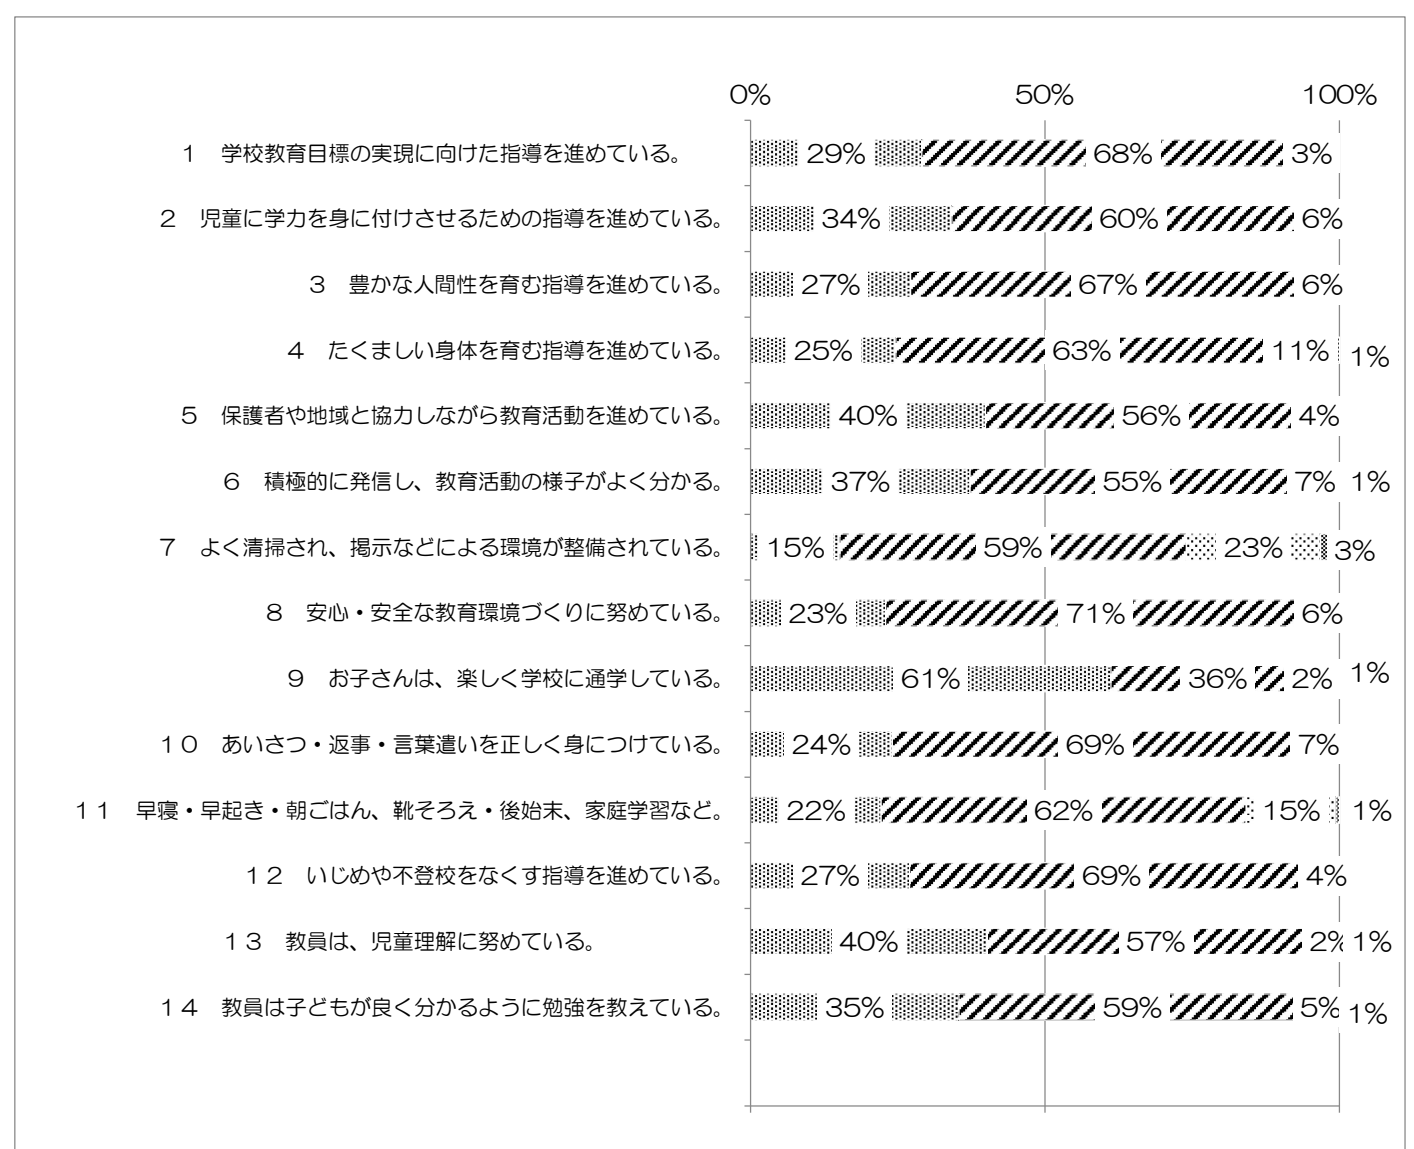 0% 50% 100%
１　学校教育目標の実現に向けた指導を進めている。 29% 68% 3%
２　児童に学力を身に付けさせるための指導を進めている。 34% 60% 6%
３　豊かな人間性を育む指導を進めている。 27% 67% 6%
４　たくましい身体を育む指導を進めている。 25% 63% 11% 1%
５　保護者や地域と協力しながら教育活動を進めている。 40% 56% 4%
６　積極的に発信し、教育活動の様子がよく分かる。 37% 55% 7% 1%
７　よく清掃され、掲示などによる環境が整備されている。 15% 59% 23% 3%
８　安心・安全な教育環境づくりに努めている。 23% 71% 6%
９　お子さんは、楽しく学校に通学している。 61% 36% 2% 1%
１０　あいさつ・返事・言葉遣いを正しく身につけている。 24% 69% 7%
１１　早寝・早起き・朝ごはん、靴そろえ・後始末、家庭学習など。 22% 62% 15% 1%
１２　いじめや不登校をなくす指導を進めている。 27% 69% 4%
１３　教員は、児童理解に努めている。 40% 57% 2% 1%
１４　教員は子どもが良く分かるように勉強を教えている。 35% 59% 5% 1%